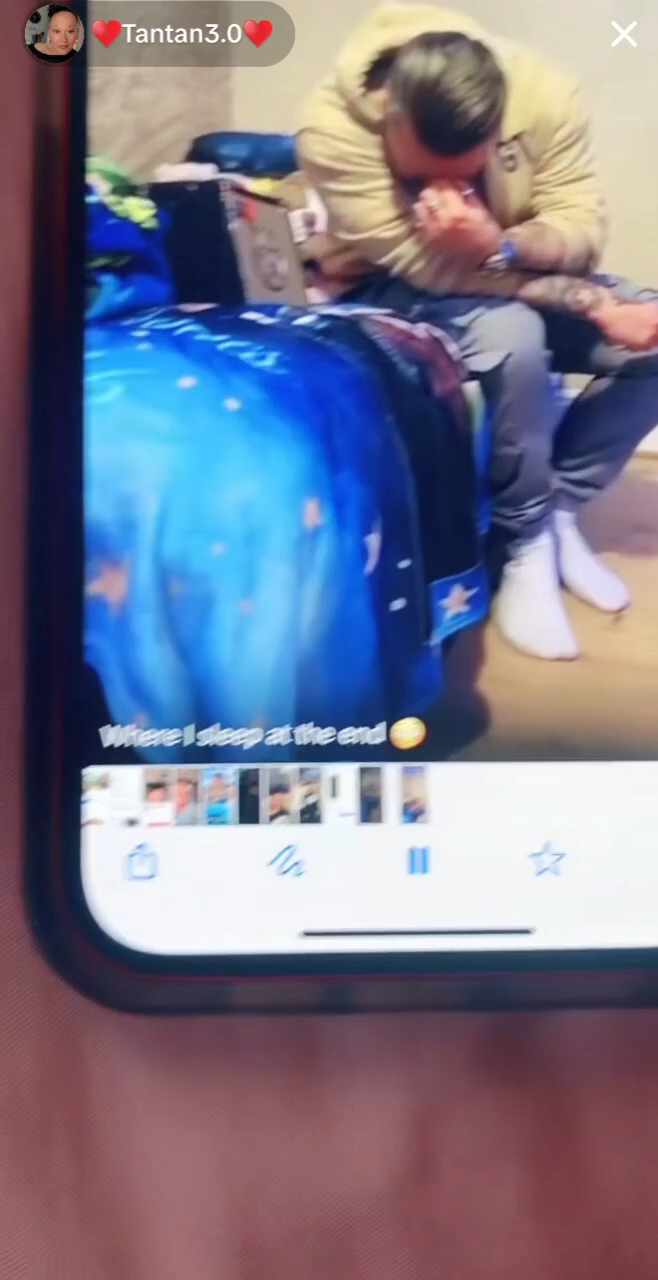 ❤️Tantan3.0❤️
Where I sleep at the end 😳